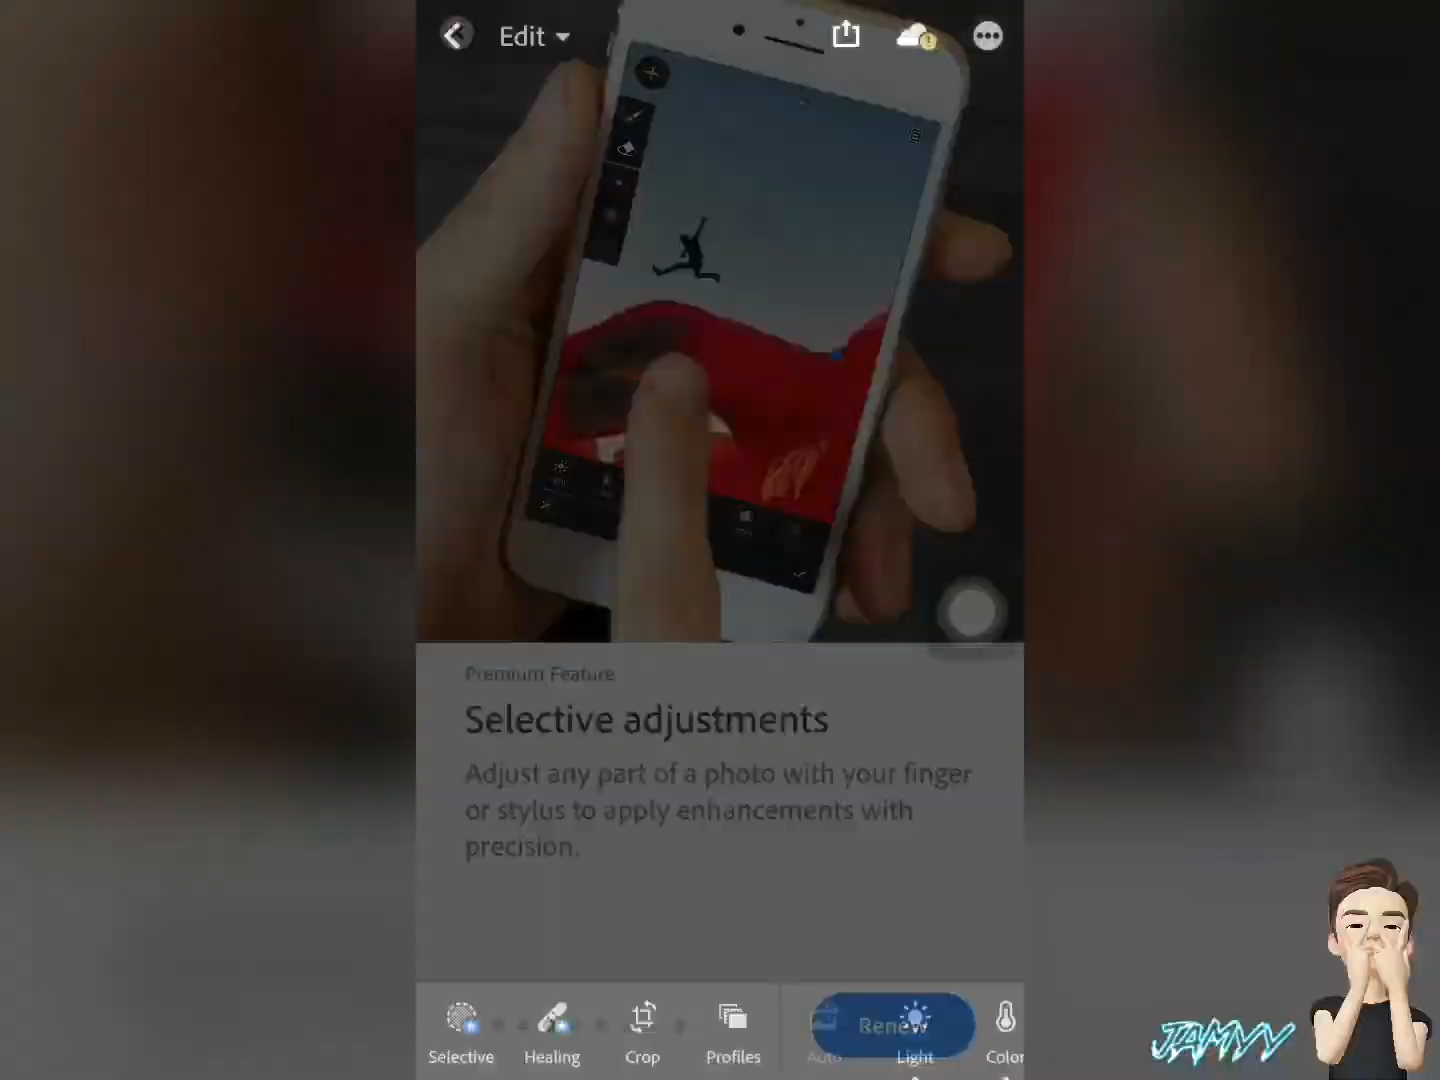 Edit
Premium Feature
Selective adjustments
Adjust any part of a photo with your finger
or stylus to apply enhancements with
precision.
Renew
Selective Healing Crop Profiles Auto Light Color
JAMYY